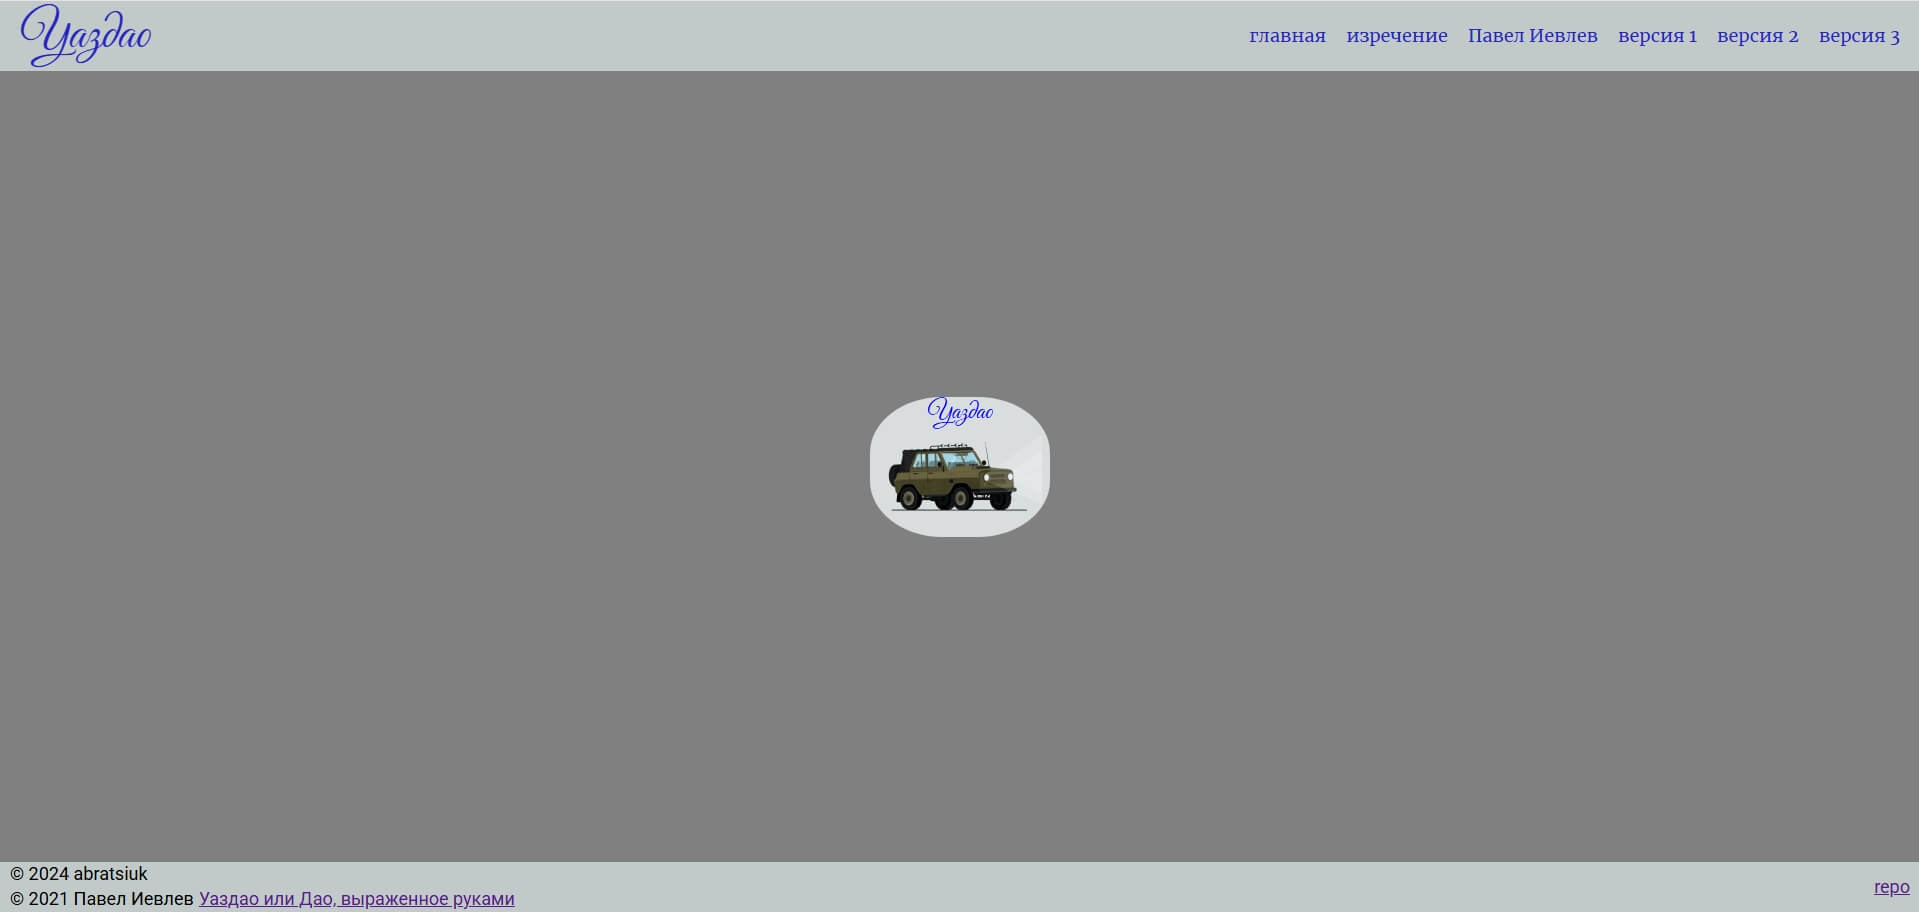 Уаздао
главная изречение Павел Иевлев версия 1 версия 2 версия 3
Уаздао
© 2024 abratsiuk
© 2021 Павел Иевлев Уаздао или Дао, выраженное руками
repo